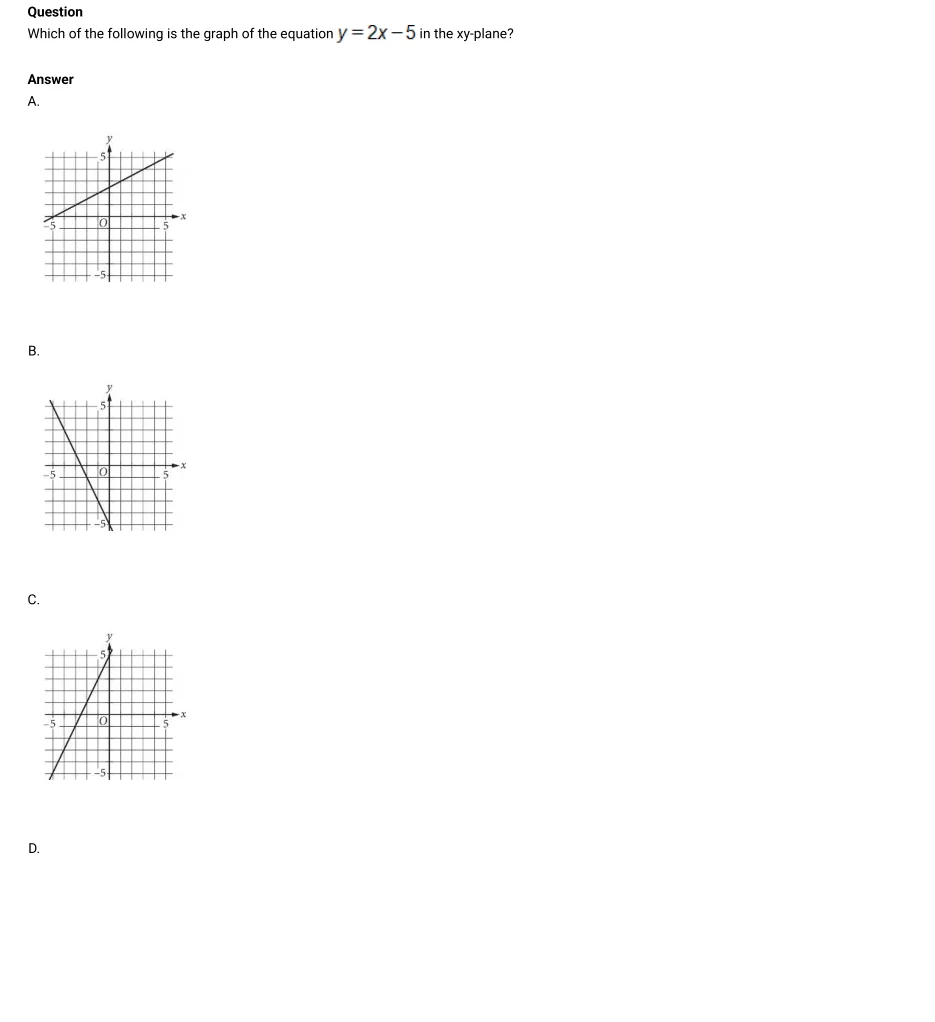 Question
Which of the following is the graph of the equation y = 2x − 5 in the xy-plane?
Answer
A.
y
5
x
−5
O
5
−5
B.
y
5
x
−5
O
5
−5
C.
y
5
x
−5
O
5
−5
D.